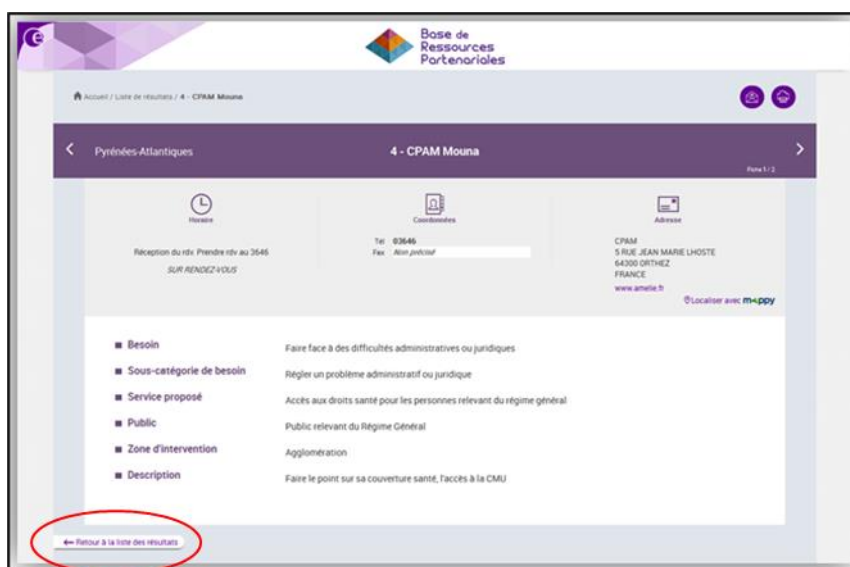 Base de
Ressources
Partenariales
Accueil / Liste de résultats / 4 - CPAM Mouna
Pyrénées-Atlantiques
4 - CPAM Mouna
Fiche 1 / 2
Horaire
Réception du rdv. Prendre rdv au 3646
SUR RENDEZ-VOUS
Coordonnées
Tel 03646
Fax Non précisé
Adresse
CPAM
5 RUE JEAN MARIE LHOSTE
64300 ORTHEZ
FRANCE
www.amelie.fr
Localiser avec mappy
Besoin Faire face à des difficultés administratives ou juridiques
Sous-catégorie de besoin Régler un problème administratif ou juridique
Service proposé Accès aux droits santé pour les personnes relevant du régime général
Public Public relevant du Régime Général
Zone d'intervention Agglomération
Description Faire le point sur sa couverture santé, l'accès à la CMU
← Retour à la liste des résultats